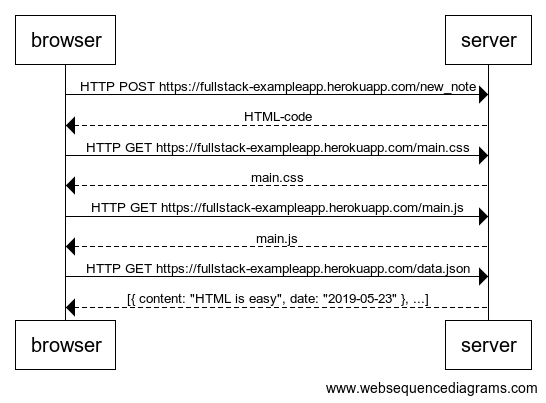 browser server
HTTP POST https://fullstack-exampleapp.herokuapp.com/new_note
HTML-code
HTTP GET https://fullstack-exampleapp.herokuapp.com/main.css
main.css
HTTP GET https://fullstack-exampleapp.herokuapp.com/main.js
main.js
HTTP GET https://fullstack-exampleapp.herokuapp.com/data.json
[{ content: "HTML is easy", date: "2019-05-23" }, ...]
browser server
www.websequencediagrams.com